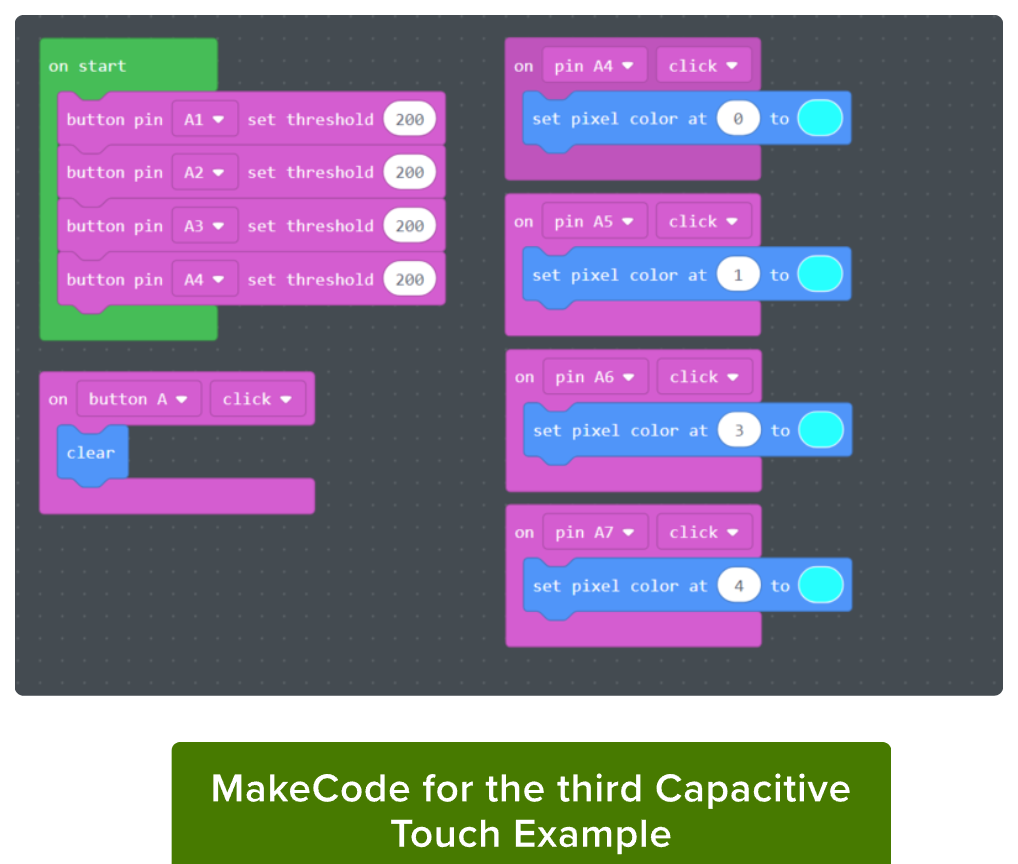 on start
button pin A1 set threshold 200
button pin A2 set threshold 200
button pin A3 set threshold 200
button pin A4 set threshold 200
on button A click
clear
on pin A4 click
set pixel color at 0 to
on pin A5 click
set pixel color at 1 to
on pin A6 click
set pixel color at 3 to
on pin A7 click
set pixel color at 4 to
MakeCode for the third Capacitive
Touch Example